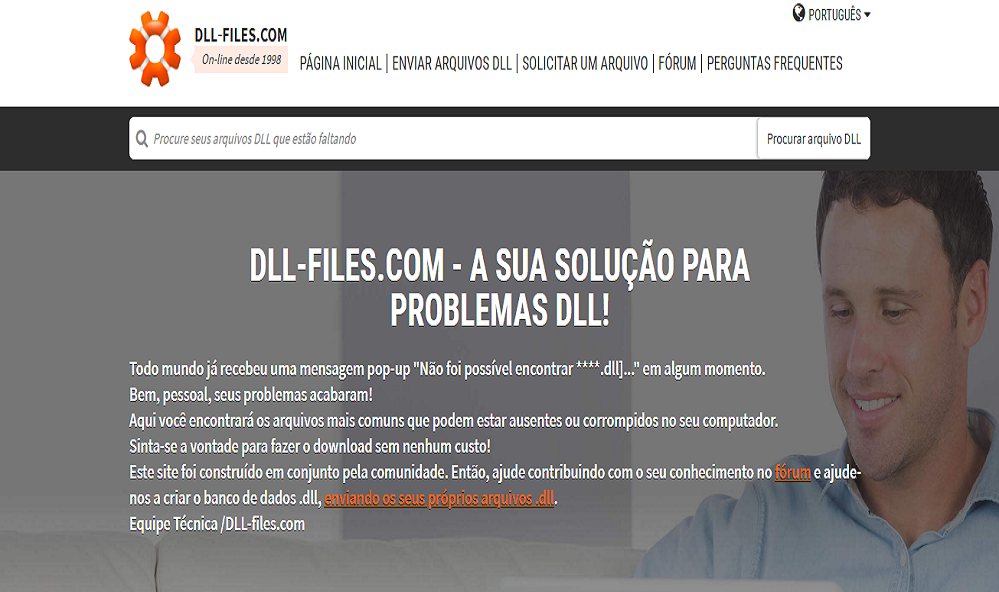 PORTUGUÊS
DLL-FILES.COM
On-line desde 1998
PÁGINA INICIAL | ENVIAR ARQUIVOS DLL | SOLICITAR UM ARQUIVO | FÓRUM | PERGUNTAS FREQUENTES
Procure seus arquivos DLL que estão faltando
Procurar arquivo DLL
DLL-FILES.COM - A SUA SOLUÇÃO PARA
PROBLEMAS DLL!
Todo mundo já recebeu uma mensagem pop-up "Não foi possível encontrar ****.dll]..." em algum momento.
Bem, pessoal, seus problemas acabaram!
Aqui você encontrará os arquivos mais comuns que podem estar ausentes ou corrompidos no seu computador.
Sinta-se a vontade para fazer o download sem nenhum custo!
Este site foi construído em conjunto pela comunidade. Então, ajude contribuindo com o seu conhecimento no fórum e ajude-
nos a criar o banco de dados .dll, enviando os seus próprios arquivos .dll.
Equipe Técnica /DLL-files.com